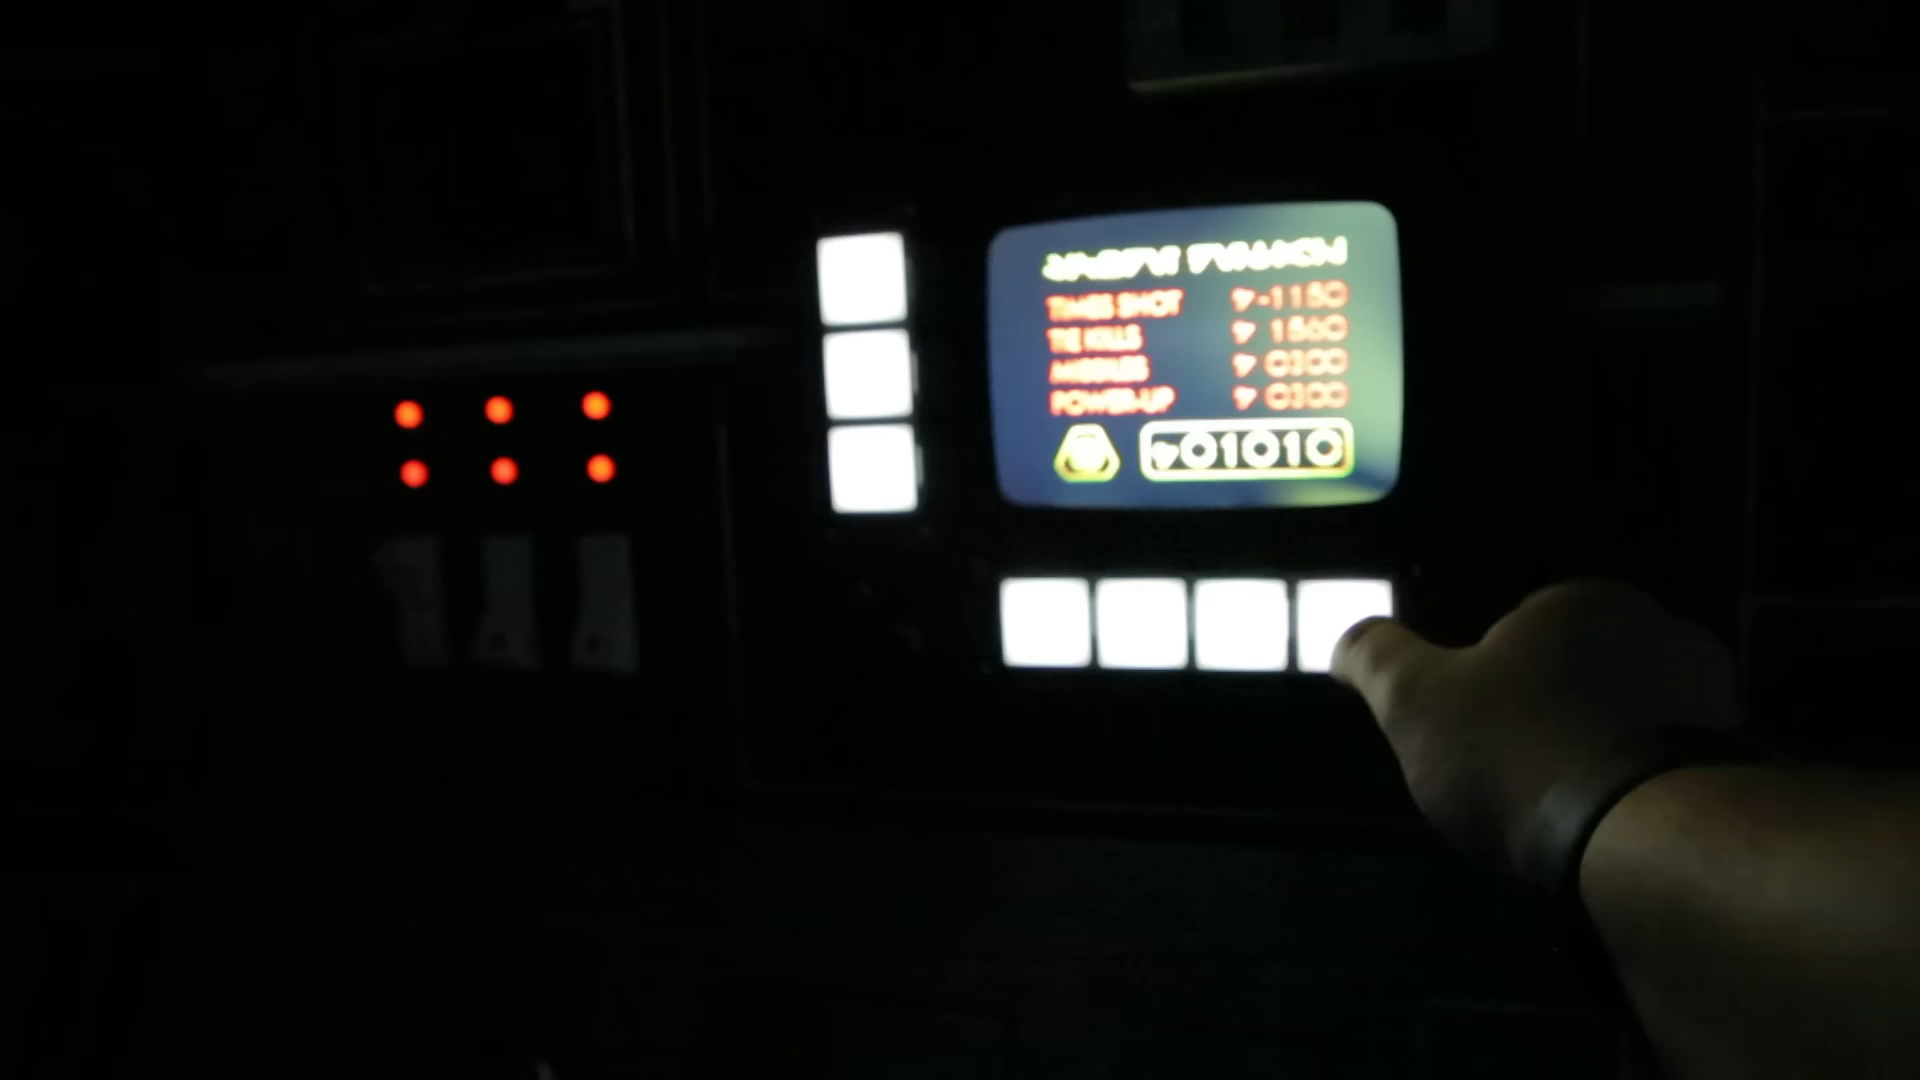 TIMES SHOT -1150
TIE KILLS 1560
MISSILES 0300
POWER-UP 0300
01010